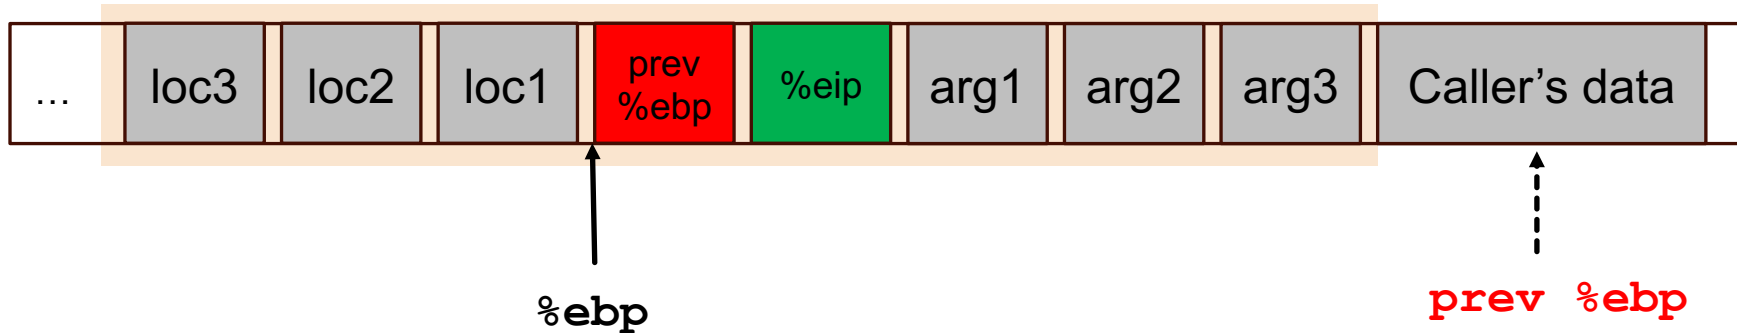 ...
loc3
loc2
loc1
prev
%ebp
%eip
arg1
arg2
arg3
Caller's data
%ebp
prev %ebp